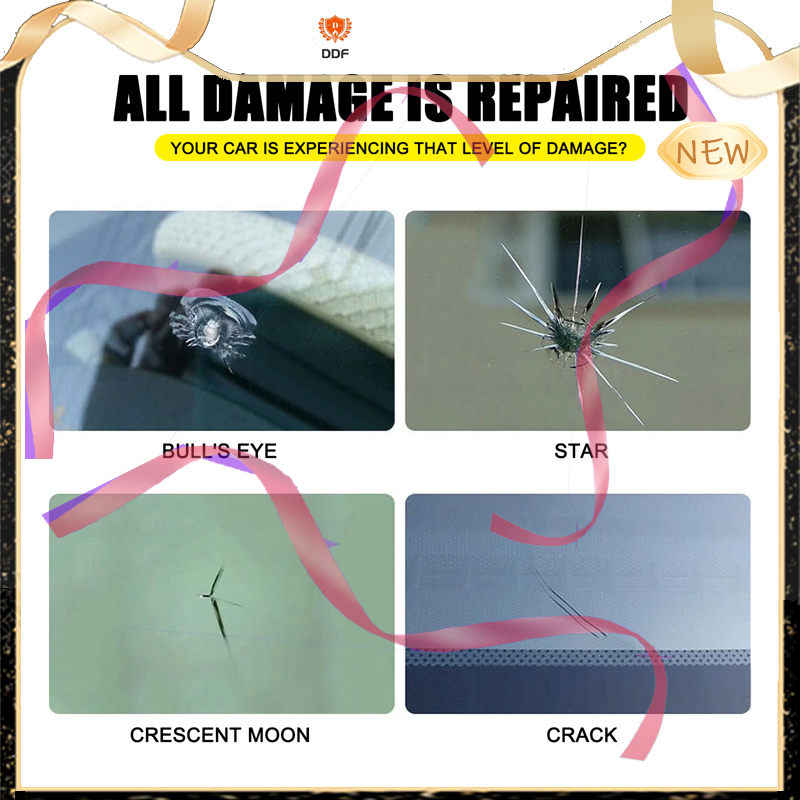 DDF
ALL DAMAGE IS REPAIRED
YOUR CAR IS EXPERIENCING THAT LEVEL OF DAMAGE?
NEW
BULL'S EYE
STAR
CRESCENT MOON
CRACK